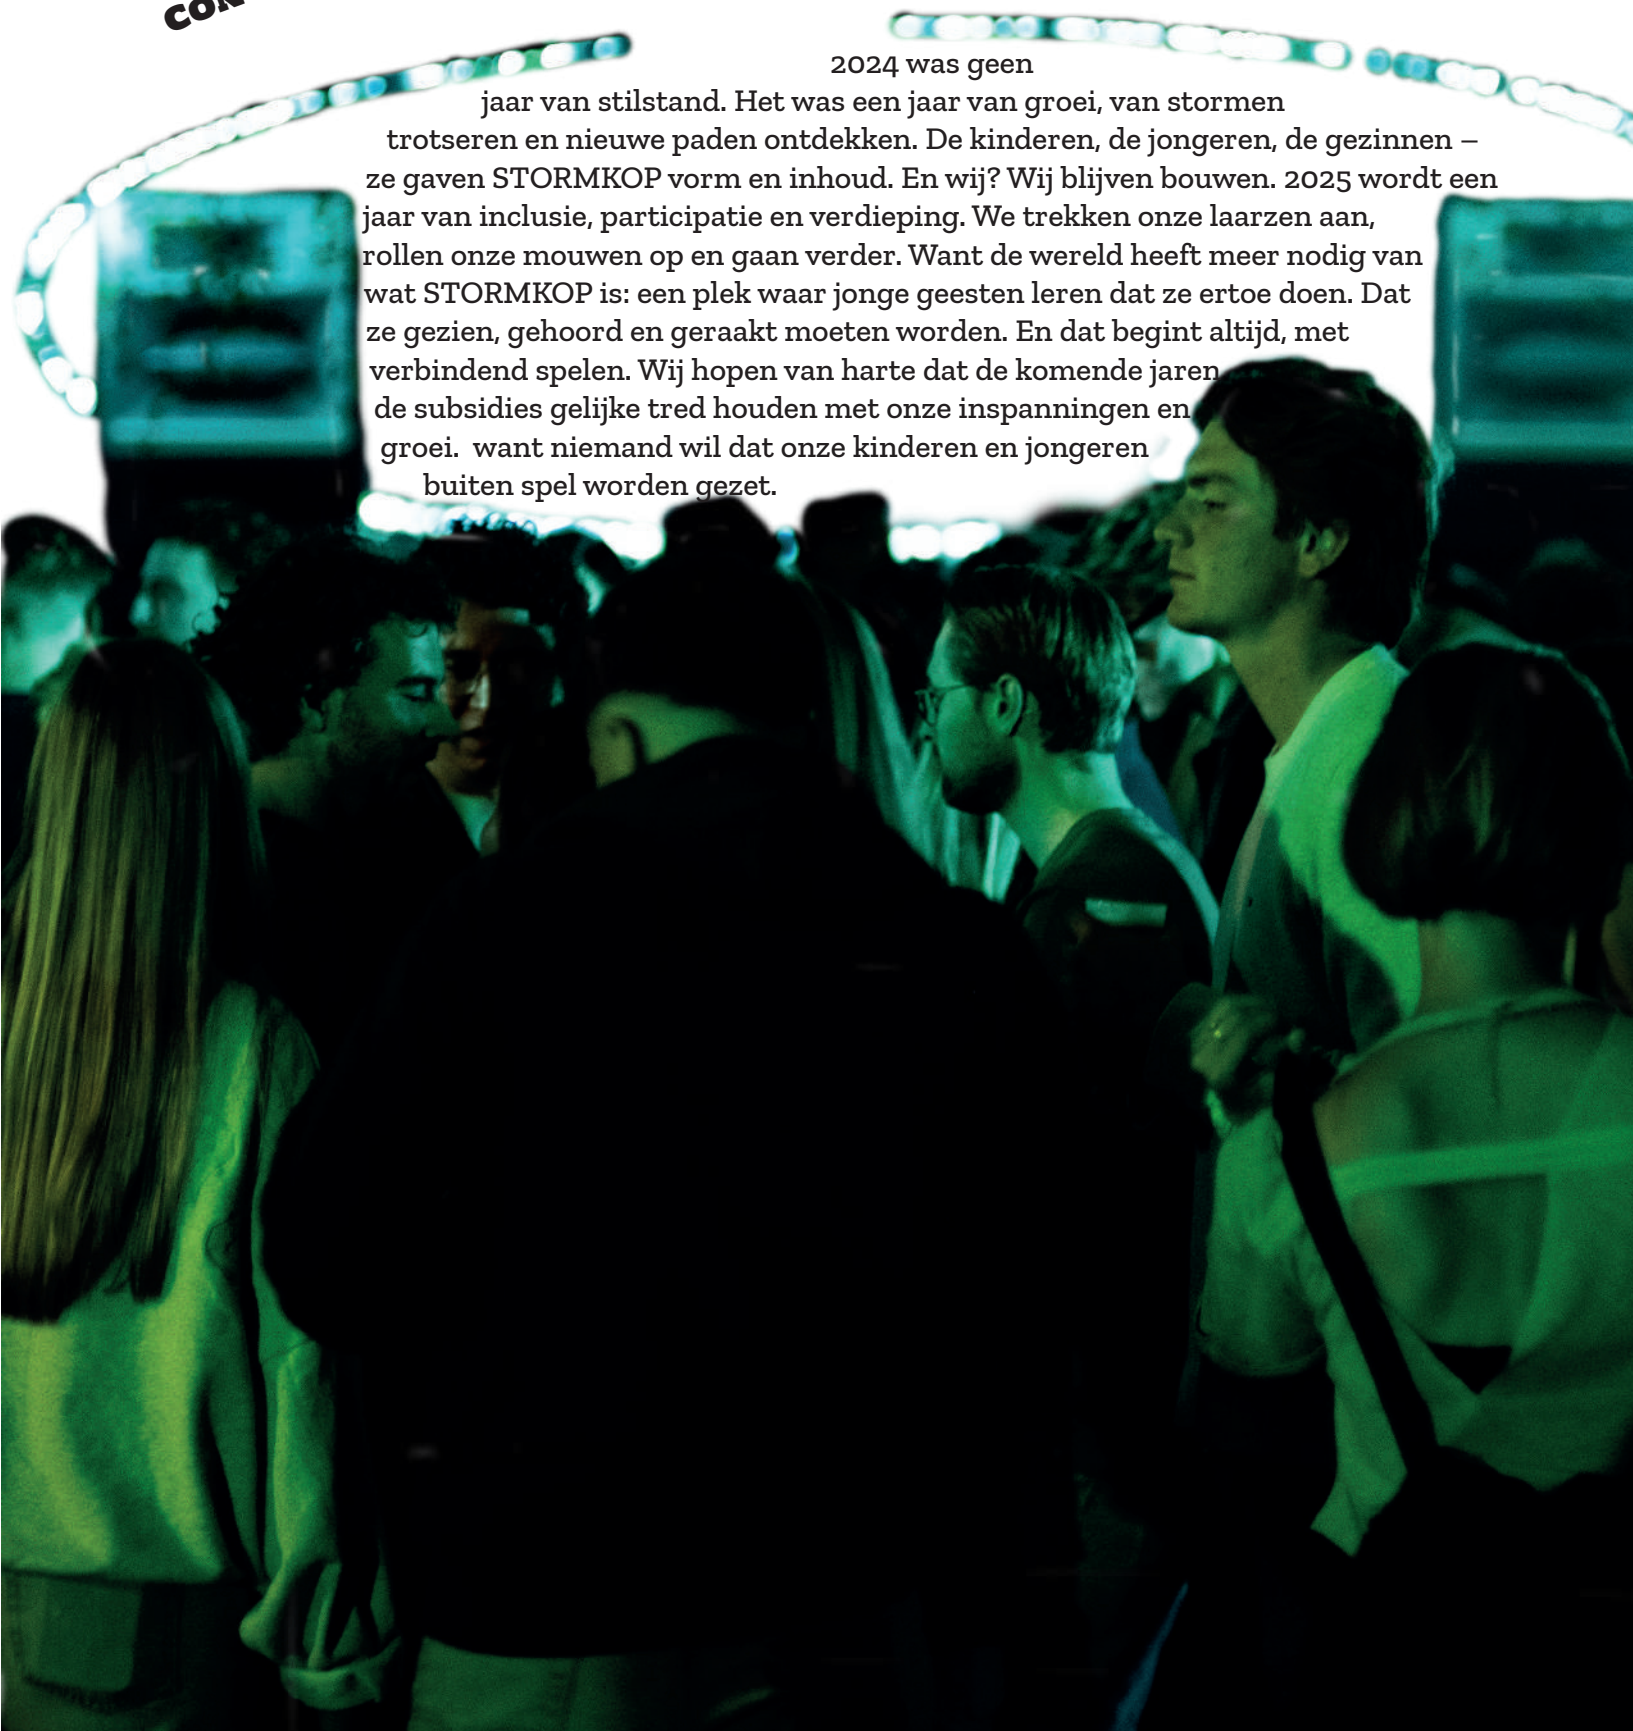 CON
2024 was geen
jaar van stilstand. Het was een jaar van groei, van stormen
trotseren en nieuwe paden ontdekken. De kinderen, de jongeren, de gezinnen –
ze gaven STORMKOP vorm en inhoud. En wij? Wij blijven bouwen. 2025 wordt een
jaar van inclusie, participatie en verdieping. We trekken onze laarzen aan,
rollen onze mouwen op en gaan verder. Want de wereld heeft meer nodig van
wat STORMKOP is: een plek waar jonge geesten leren dat ze ertoe doen. Dat
ze gezien, gehoord en geraakt moeten worden. En dat begint altijd, met
verbindend spelen. Wij hopen van harte dat de komende jaren
de subsidies gelijke tred houden met onze inspanningen en
groei.  want niemand wil dat onze kinderen en jongeren
buiten spel worden gezet.